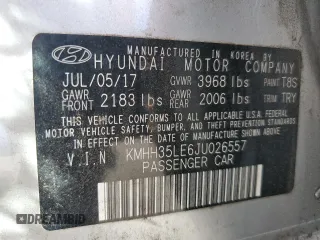 MANUFACTURED IN KOREA BY
HYUNDAI MOTOR COMPANY
JUL/05/17 GVWR 3968 lbs PAINT T8S
GAWR FRONT 2183 lbs GAWR REAR 2006 lbs TRIM TRY
THIS VEHICLE CONFORMS TO ALL APPLICABLE U.S. FEDERAL
MOTOR VEHICLE SAFETY, BUMPER, AND THEFT PREVENTION
STANDARDS IN EFFECT ON THE DATE OF MANUFACTURE
SHOWN ABOVE.
V.I.N KMHH35LE6JU026557
PASSENGER CAR
DREAMBID